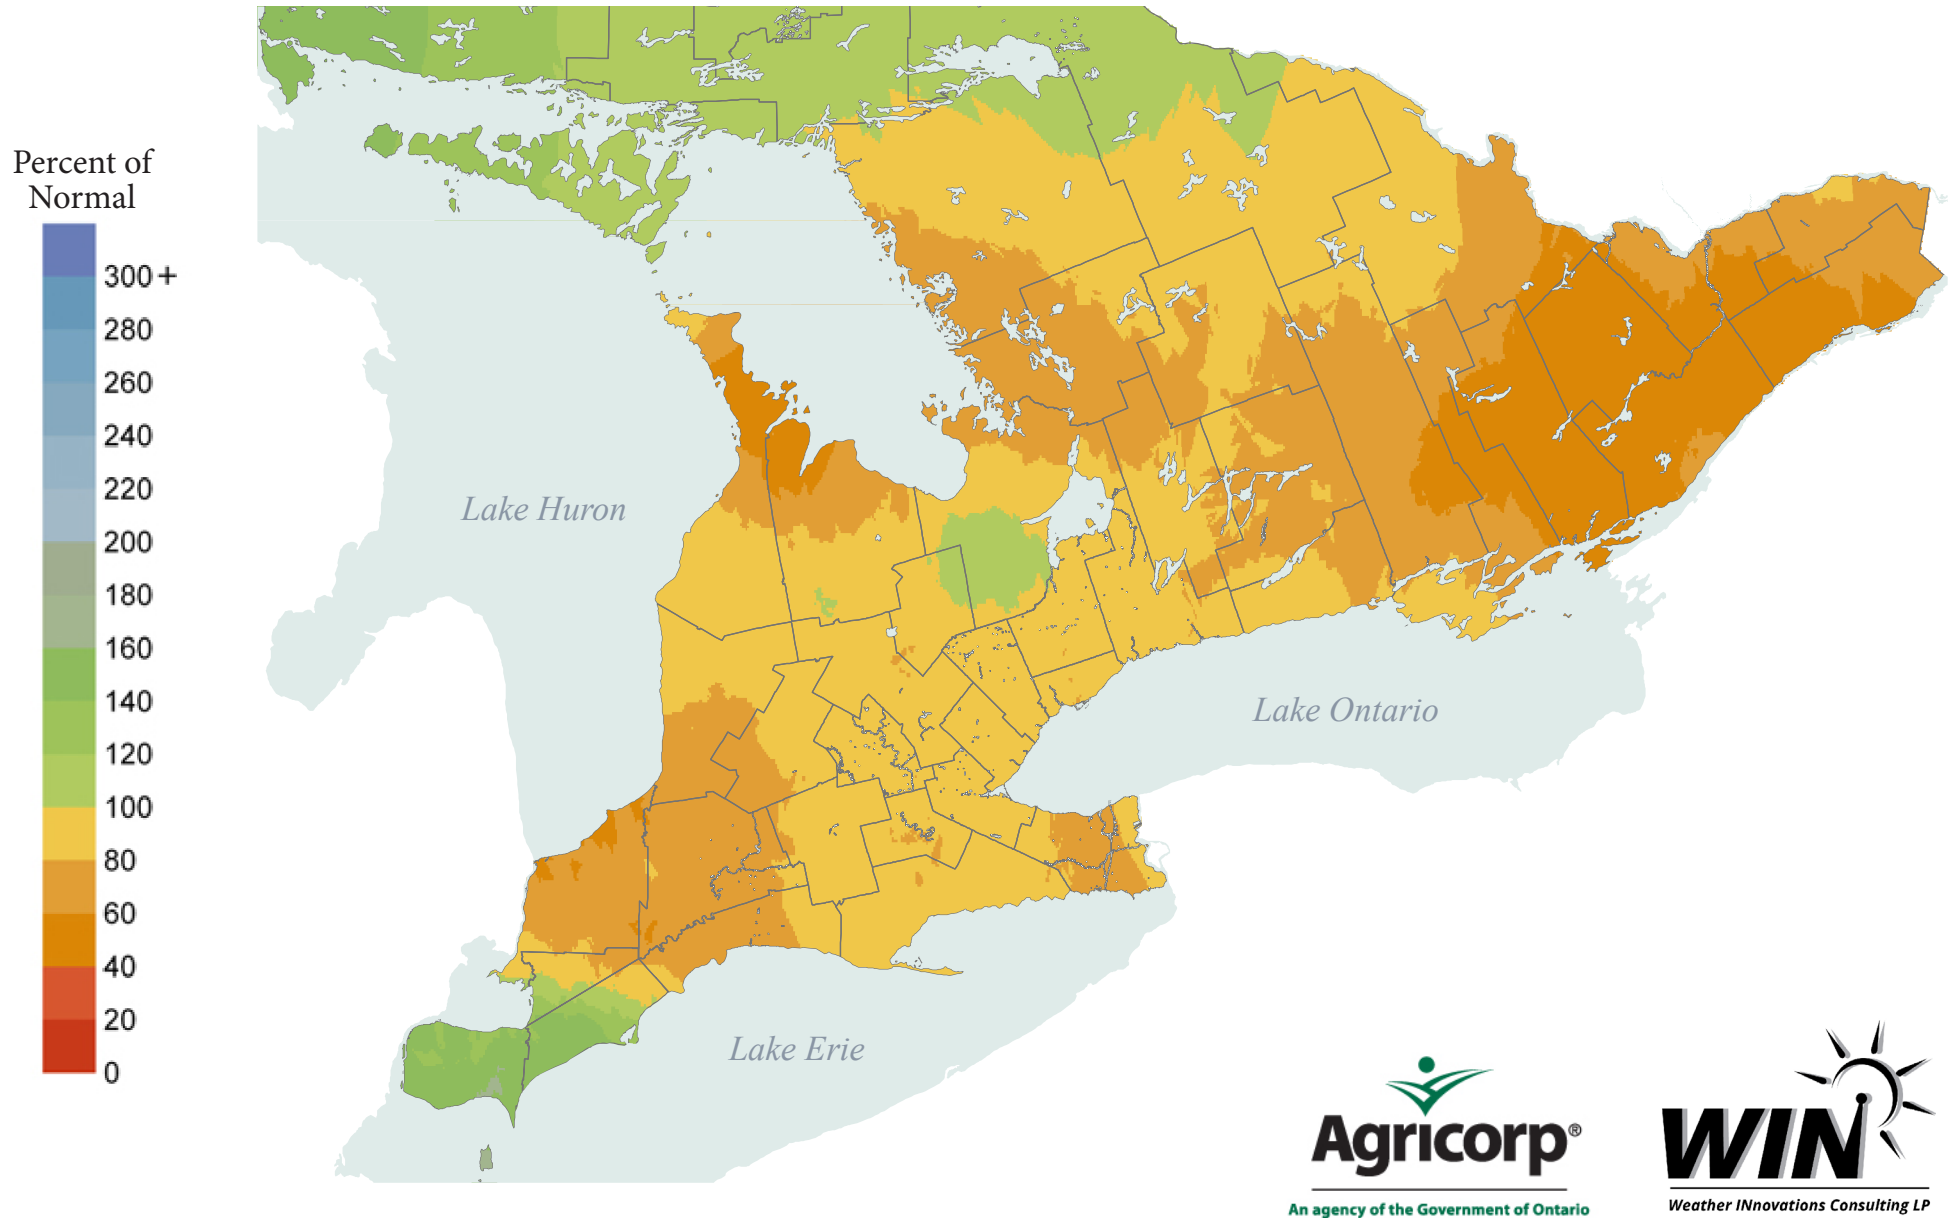 Percent of
Normal
300+
280
260
240
220
200
180
160
140
120
100
80
60
40
20
0
Lake Huron
Lake Ontario
Lake Erie
Agricorp®
An agency of the Government of Ontario
WIN
Weather INnovations Consulting LP